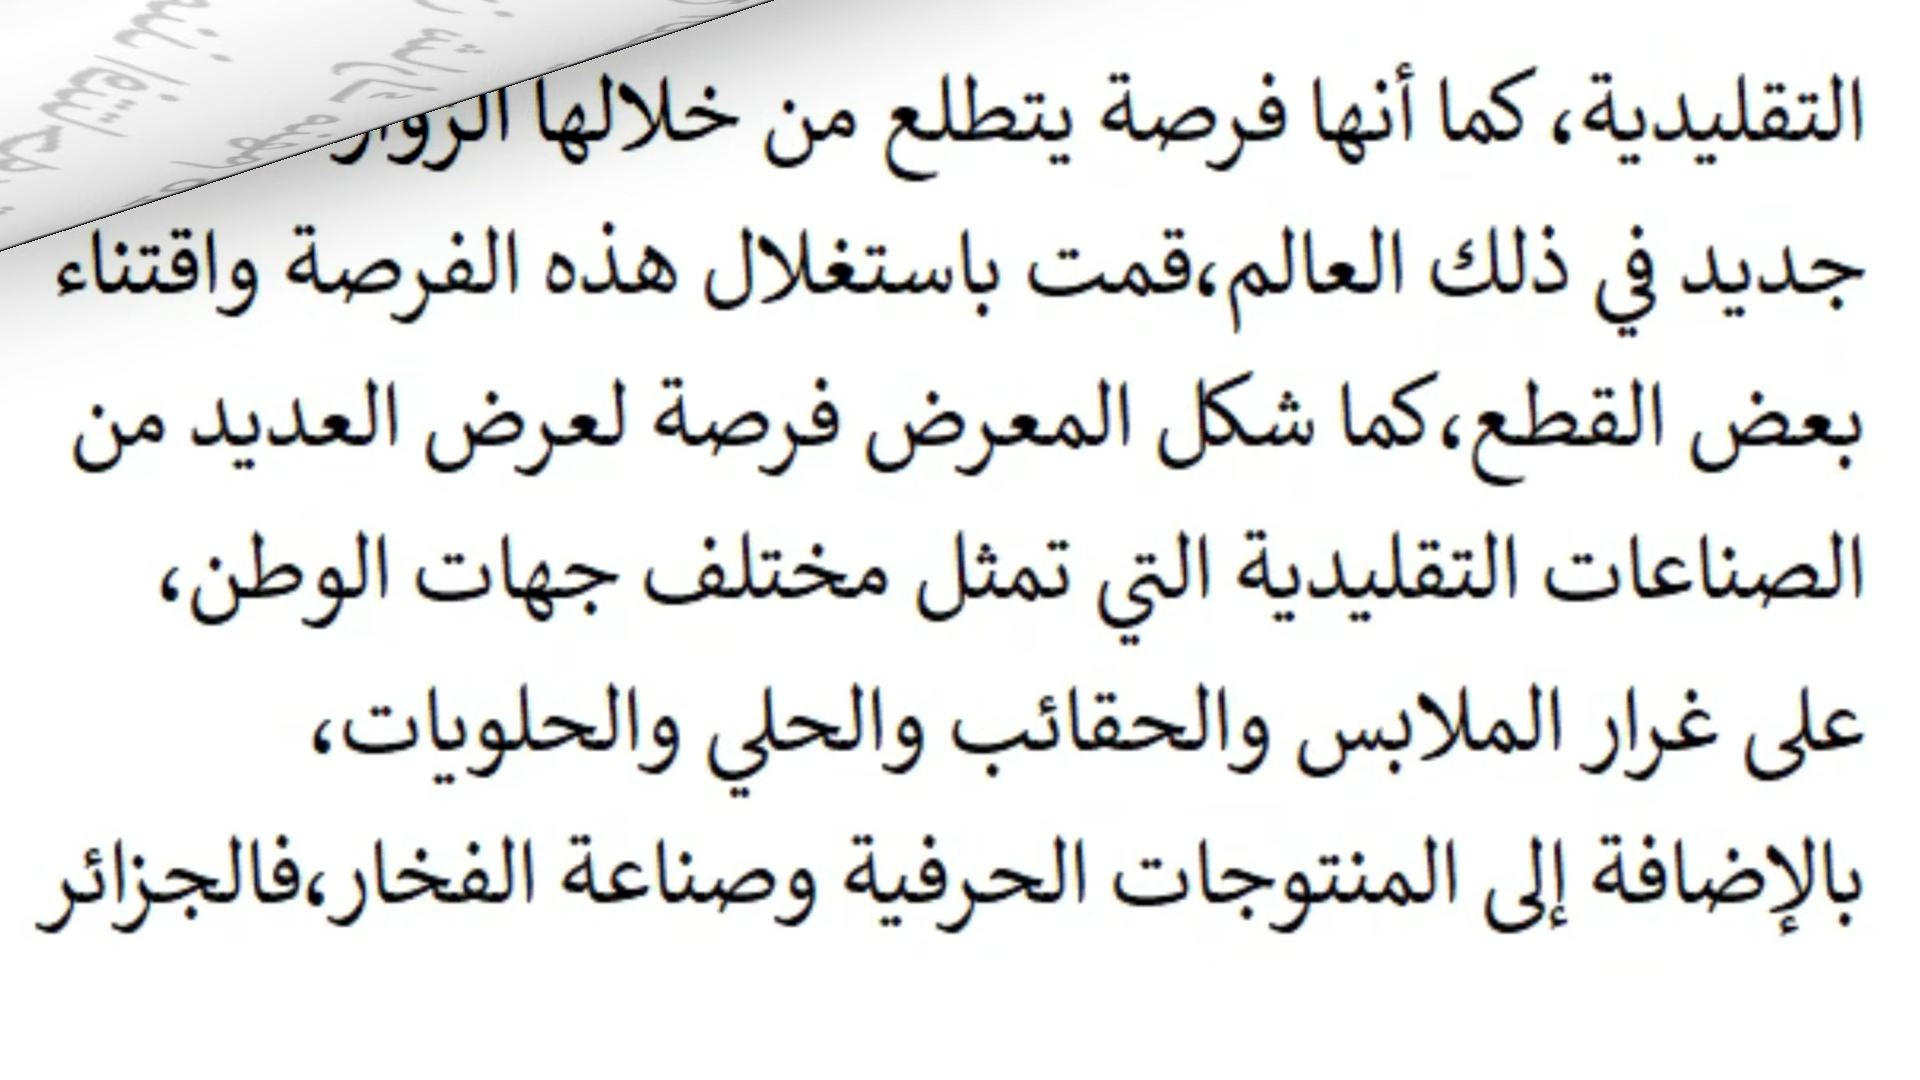 التقليدية، كما أنها فرصة يتطلع من خلالها الزوار
جديد في ذلك العالم،قمت باستغلال هذه الفرصة واقتناء
بعض القطع،كما شكل المعرض فرصة لعرض العديد من
الصناعات التقليدية التي تمثل مختلف جهات الوطن،
على غرار الملابس والحقائب والحلي والحلويات،
بالإضافة إلى المنتوجات الحرفية وصناعة الفخار،فالجزائر